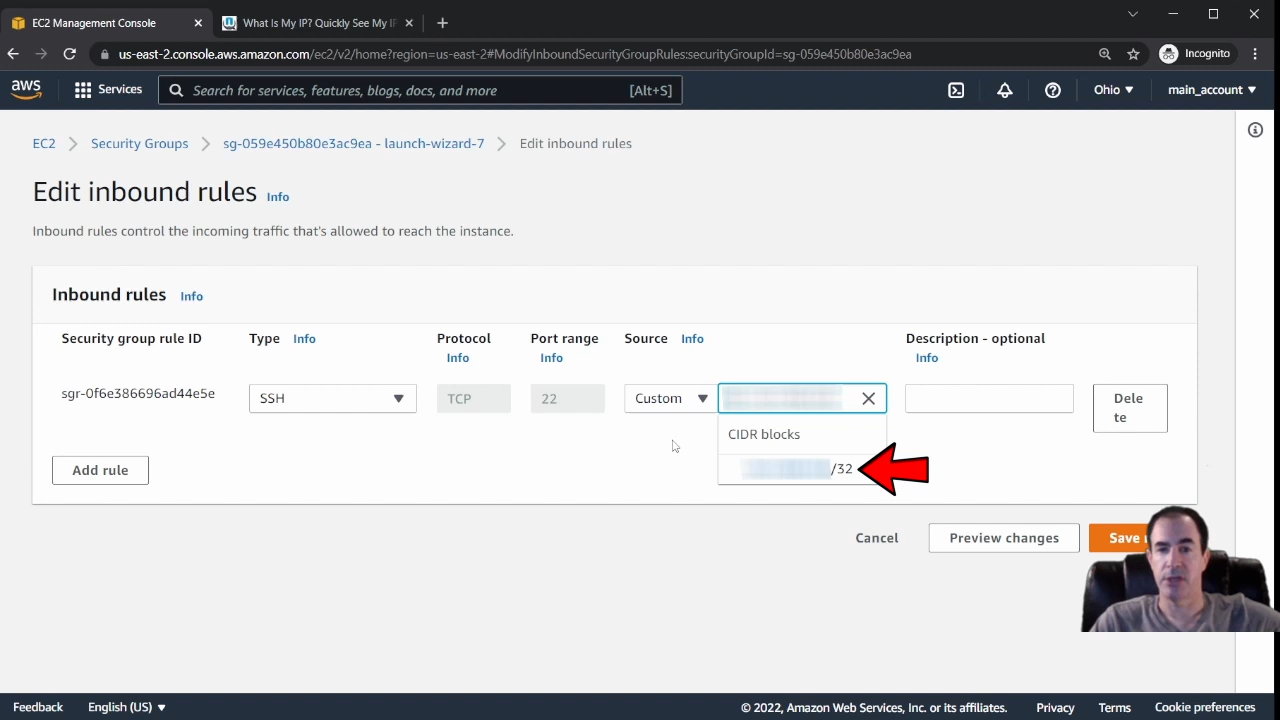 EC2 Management Console
What Is My IP? Quickly See My IP
us-east-2.console.aws.amazon.com/ec2/v2/home?region=us-east-2#ModifyInboundSecurityGroupRules:securityGroupId=sg-059e450b80e3ac9ea
Incognito
aws
Services
Search for services, features, blogs, docs, and more
[Alt+S]
Ohio
main_account
EC2
Security Groups
sg-059e450b80e3ac9ea - launch-wizard-7
Edit inbound rules
Edit inbound rules Info
Inbound rules control the incoming traffic that's allowed to reach the instance.
Inbound rules Info
Security group rule ID
Type Info
Protocol
Info
Port range
Info
Source Info
Description - optional
Info
sgr-0f6e386696ad44e5e
SSH
TCP
22
Custom
Dele
te
CIDR blocks
/32
Add rule
Cancel
Preview changes
Save
Feedback
English (US)
© 2022, Amazon Web Services, Inc. or its affiliates.
Privacy
Terms
Cookie preferences